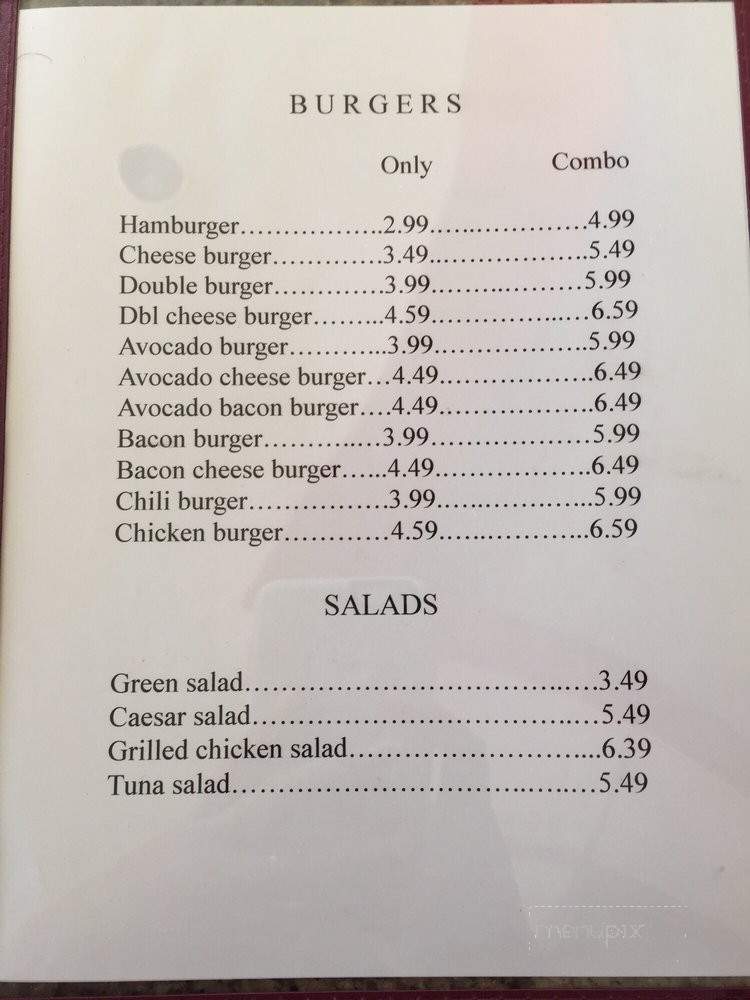 BURGERS
Only Combo
Hamburger..................2.99......................4.99
Cheese burger..............3.49......................5.49
Double burger..............3.99......................5.99
Dbl cheese burger.........4.59......................6.59
Avocado burger............3.99......................5.99
Avocado cheese burger...4.49......................6.49
Avocado bacon burger....4.49......................6.49
Bacon burger...............3.99......................5.99
Bacon cheese burger......4.49......................6.49
Chili burger..................3.99......................5.99
Chicken burger.............4.59......................6.59
SALADS
Green salad.............................................3.49
Caesar salad............................................5.49
Grilled chicken salad................................6.39
Tuna salad...............................................5.49
menupix